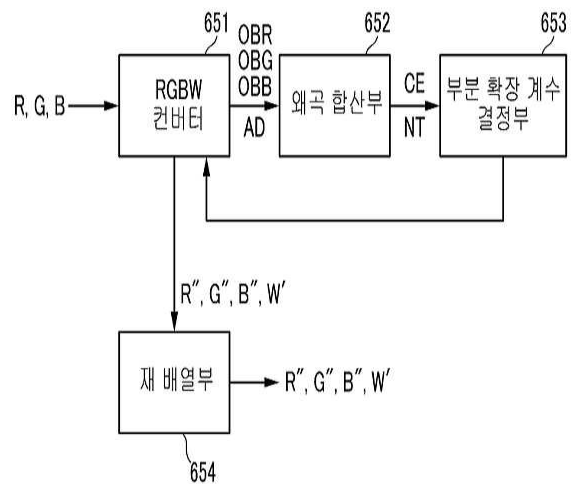 651
OBR
OBG
OBB
AD
652
653
R, G, B
RGBW
컨버터
왜곡 합산부
CE
NT
부분 확장 계수
결정부
R″, G″, B″, W′
재 배열부
R″, G″, B″, W′
654